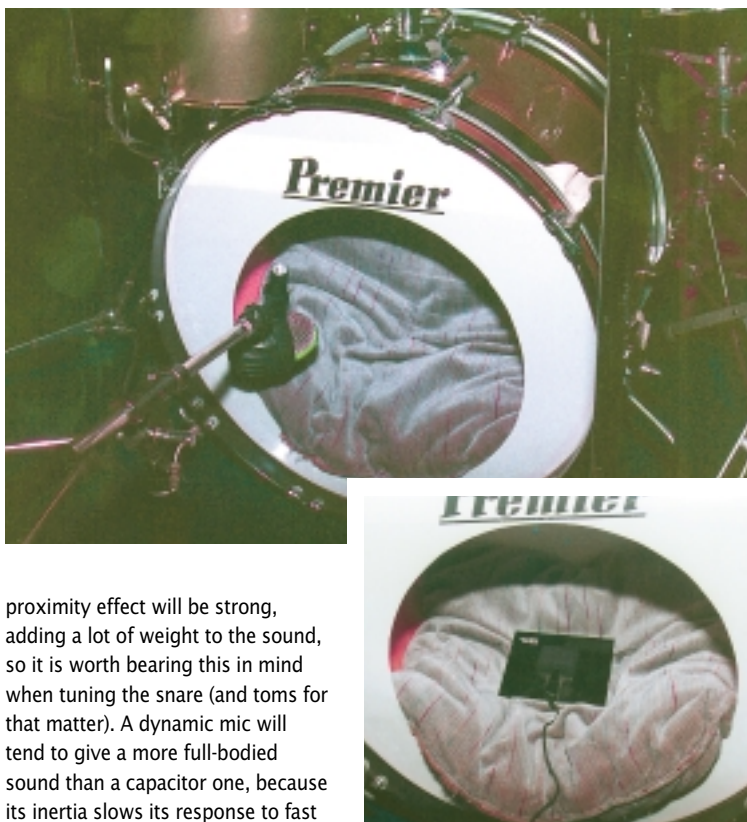 Premier
Premier
proximity effect will be strong,
adding a lot of weight to the sound,
so it is worth bearing this in mind
when tuning the snare (and toms for
that matter). A dynamic mic will
tend to give a more full-bodied
sound than a capacitor one, because
its inertia slows its response to fast